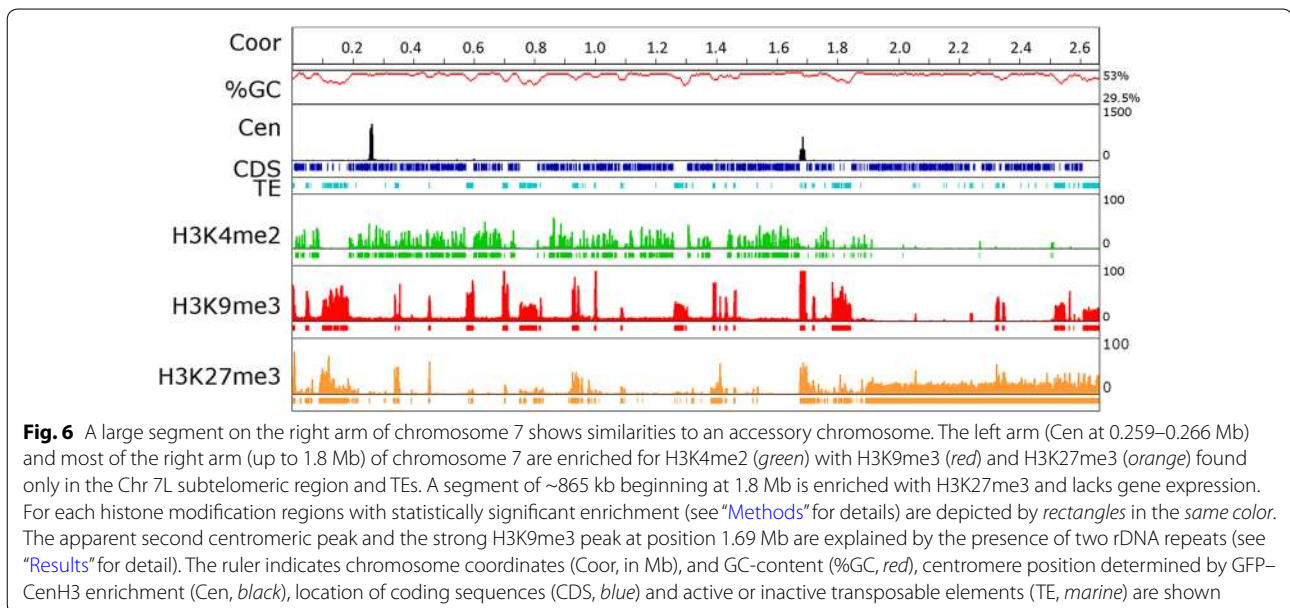 Coor 0.2 0.4 0.6 0.8 1.0 1.2 1.4 1.6 1.8 2.0 2.2 2.4 2.6
%GC 53%
29.5%
Cen 1500
0
CDS
TE
H3K4me2 100
0
H3K9me3 100
0
H3K27me3 100
0
Fig. 6 A large segment on the right arm of chromosome 7 shows similarities to an accessory chromosome. The left arm (Cen at 0.259–0.266 Mb)
and most of the right arm (up to 1.8 Mb) of chromosome 7 are enriched for H3K4me2 (green) with H3K9me3 (red) and H3K27me3 (orange) found
only in the Chr 7L subtelomeric region and TEs. A segment of ~865 kb beginning at 1.8 Mb is enriched with H3K27me3 and lacks gene expression.
For each histone modification regions with statistically significant enrichment (see “Methods” for details) are depicted by rectangles in the same color.
The apparent second centromeric peak and the strong H3K9me3 peak at position 1.69 Mb are explained by the presence of two rDNA repeats (see
“Results” for detail). The ruler indicates chromosome coordinates (Coor, in Mb), and GC-content (%GC, red), centromere position determined by GFP–
CenH3 enrichment (Cen, black), location of coding sequences (CDS, blue) and active or inactive transposable elements (TE, marine) are shown